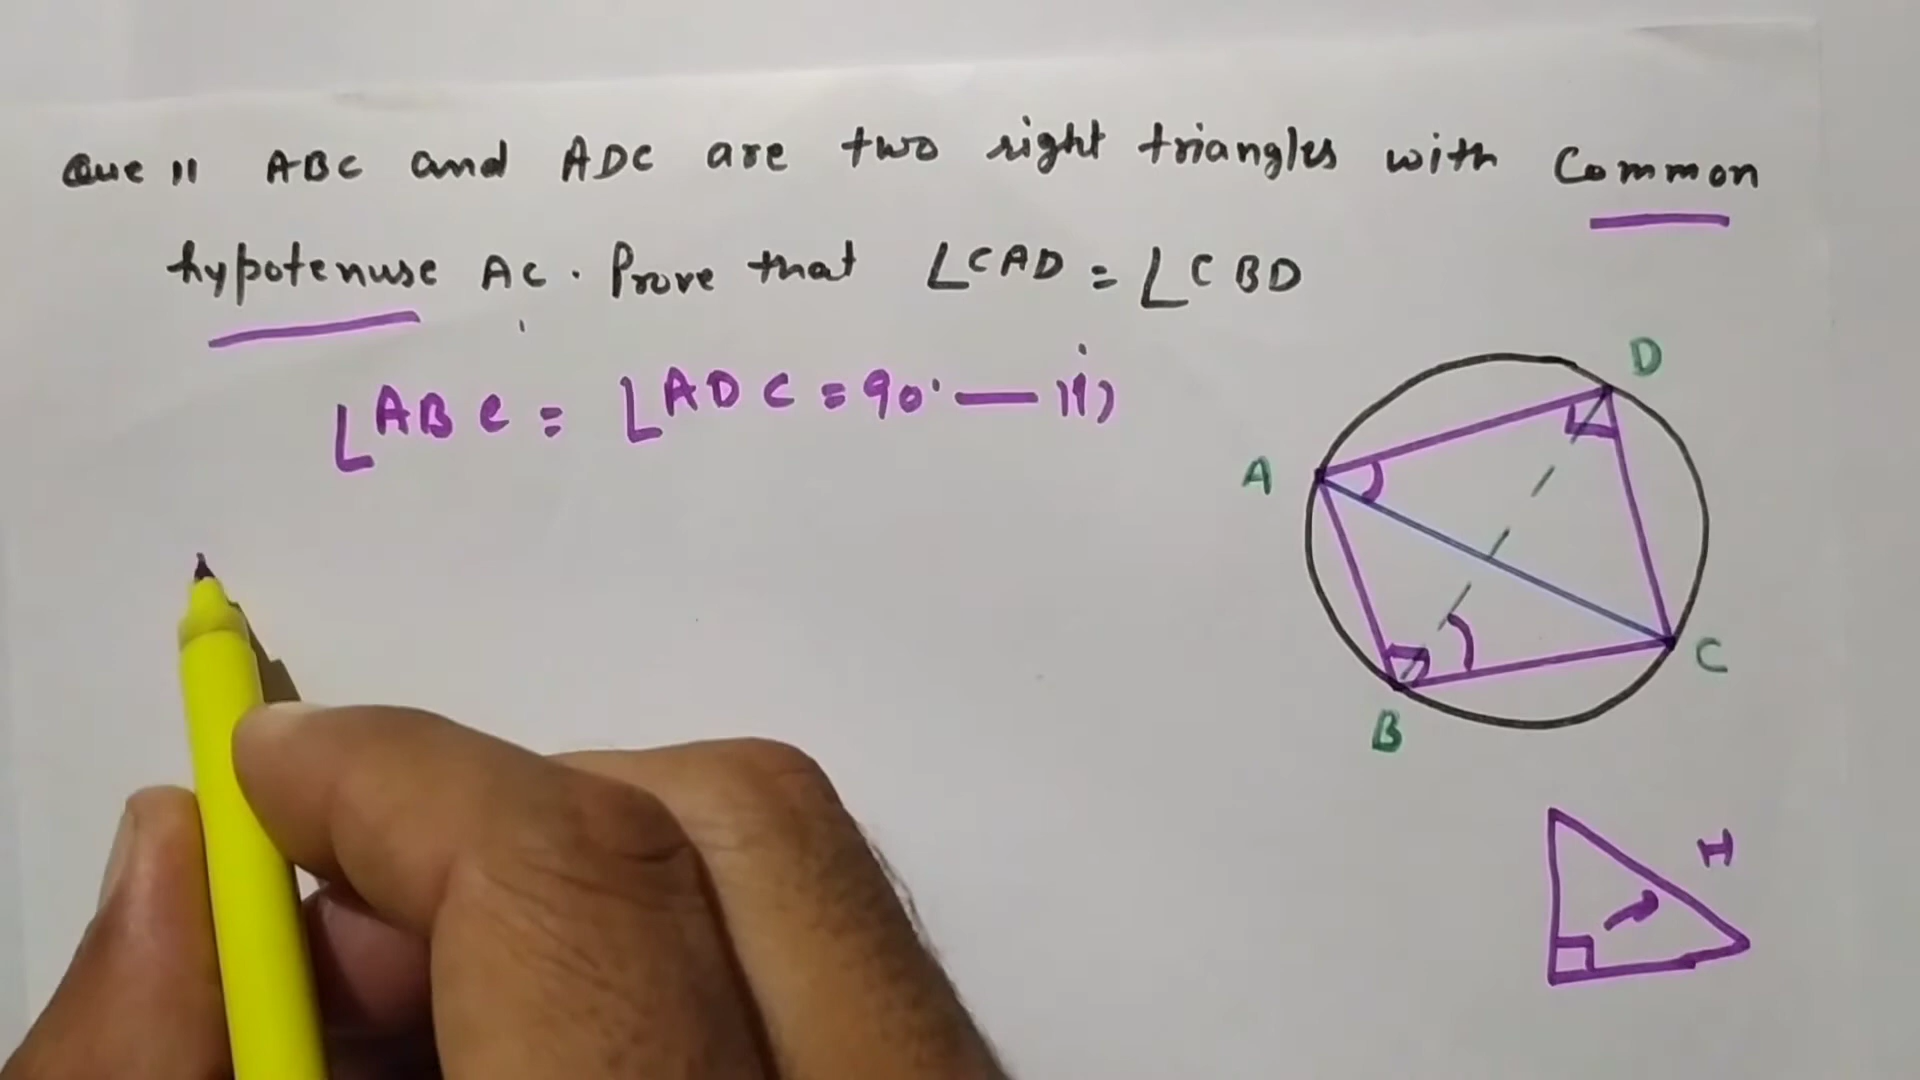 Que 11 ABC and ADC are two right triangles with Common
hypotenuse AC. Prove that ∠CAD = ∠CBD
∠ABC = ∠ADC = 90° — (i)
D
A
C
B
H